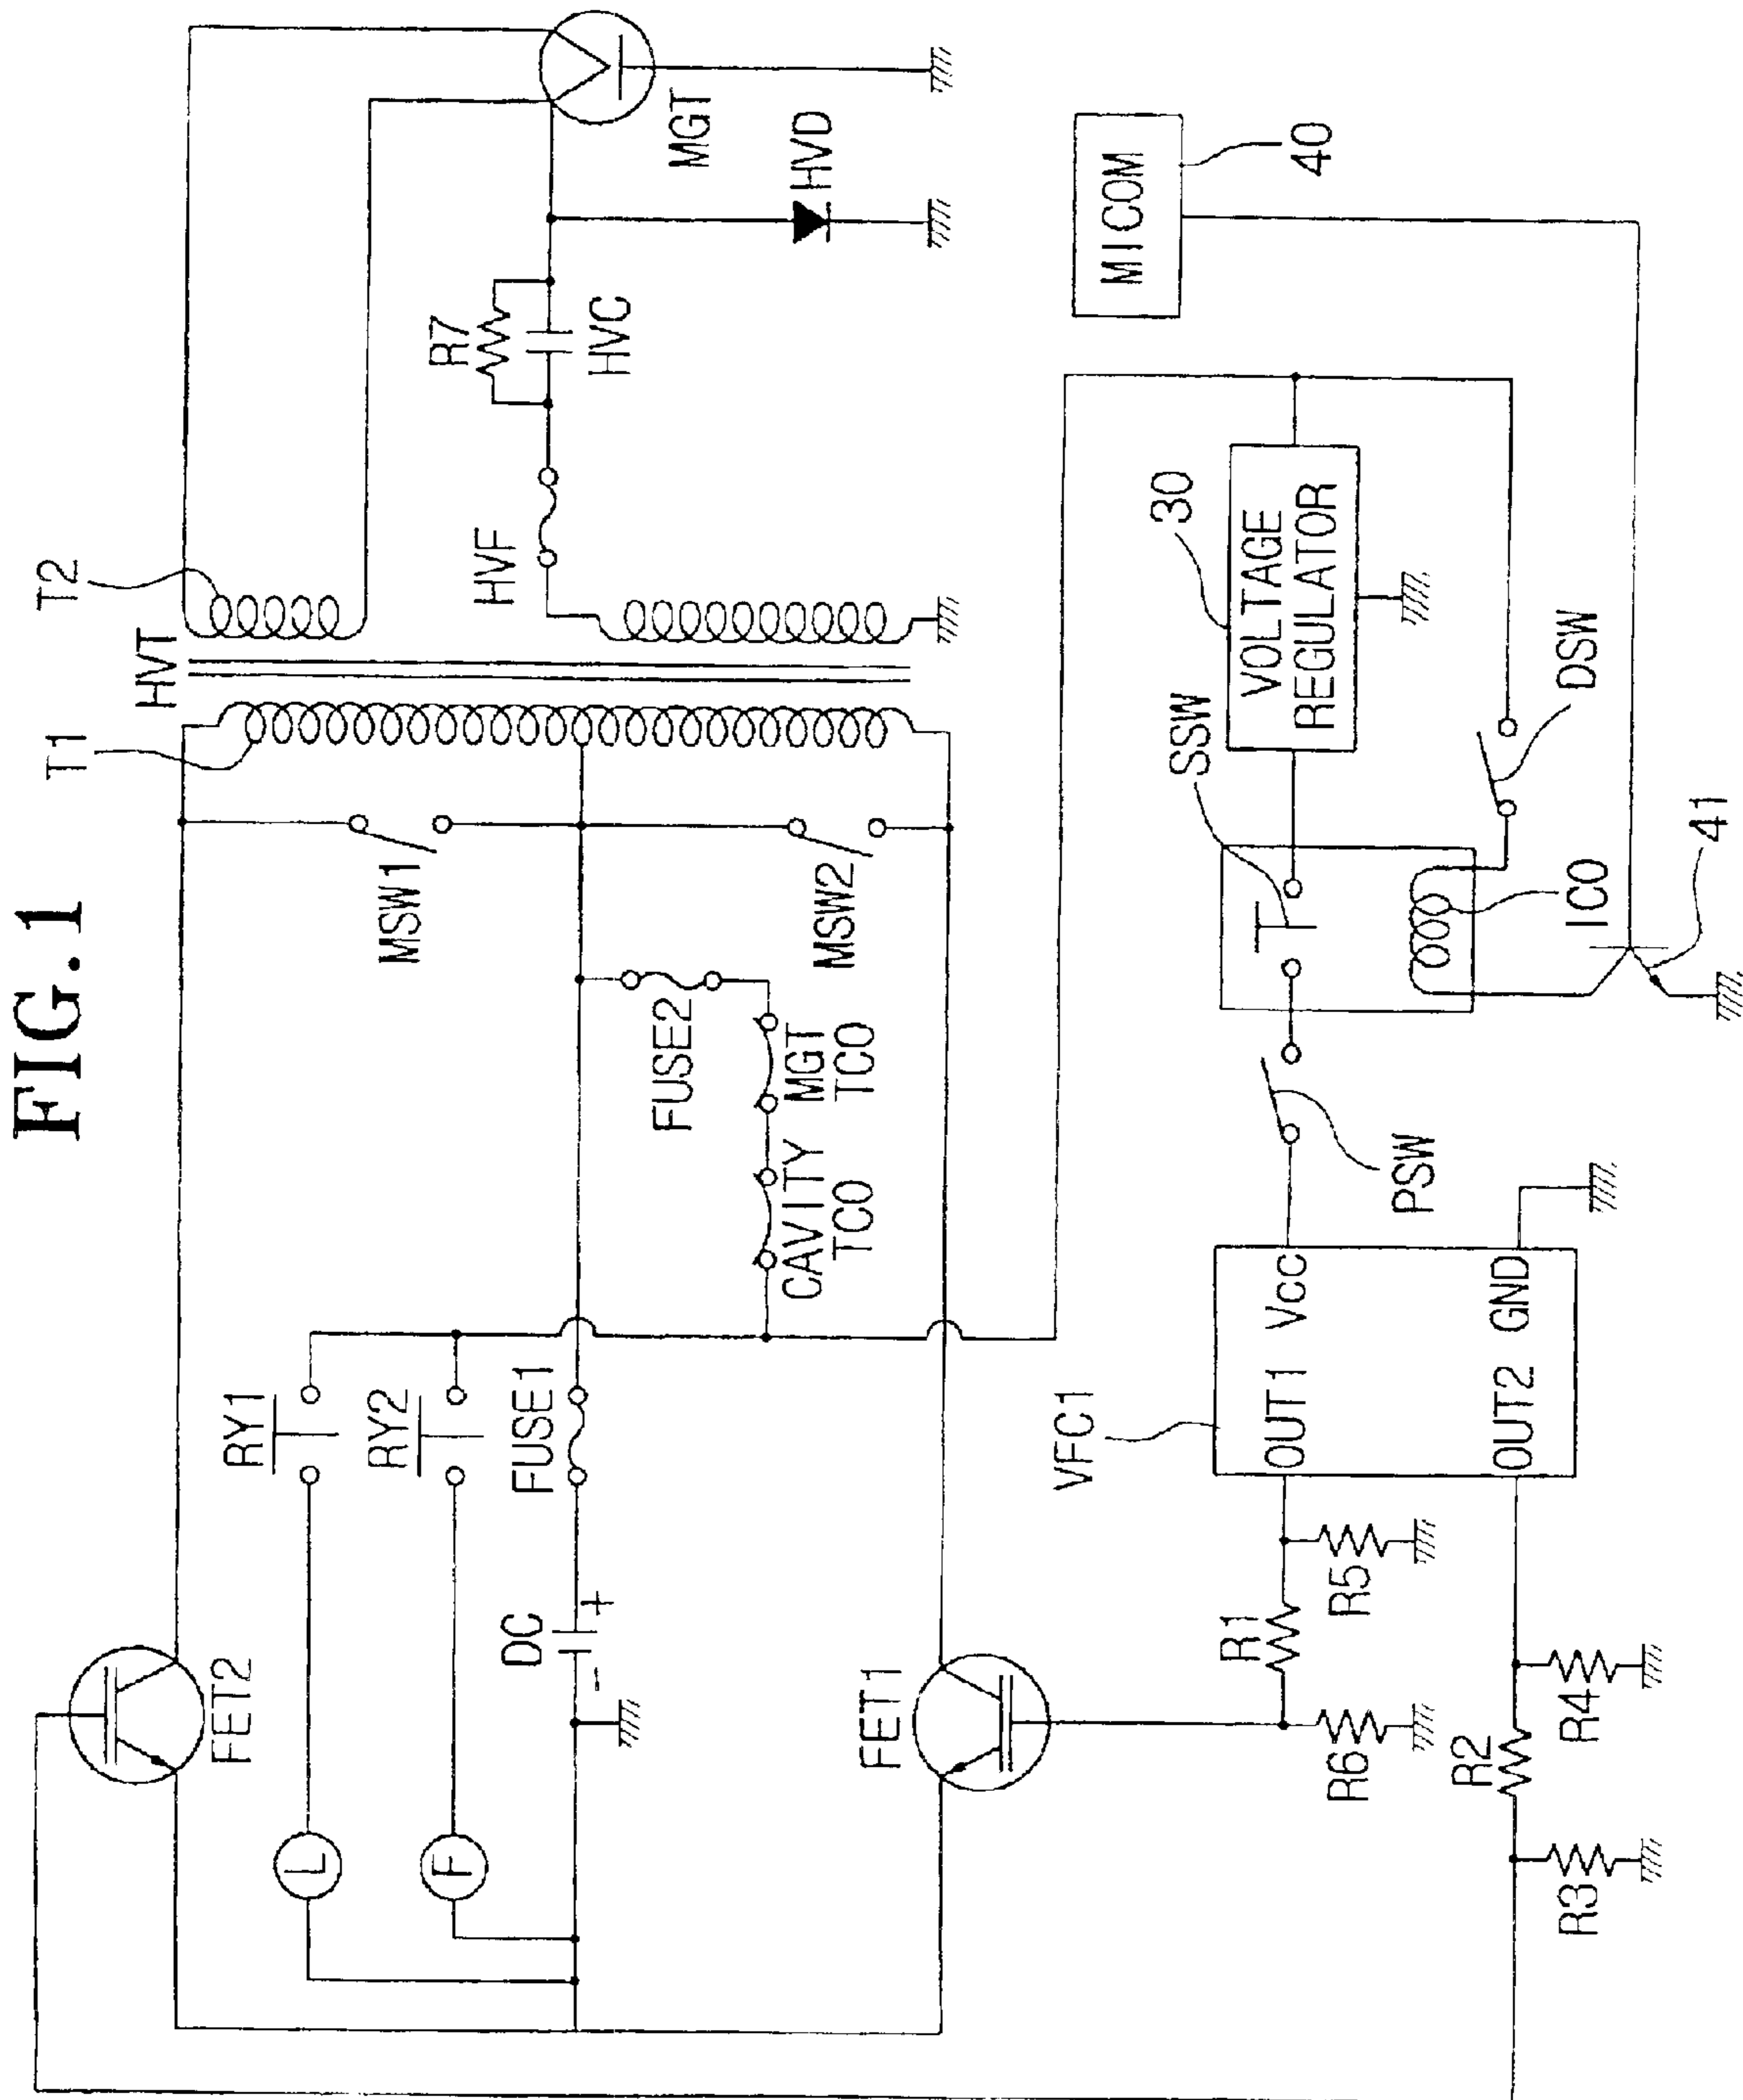 FIG.1
T1
HVT
T2
FET2
MSW1
RY1
L
RY2
F
FUSE1
DC
+
-
FUSE2
MGT
TCO
CAVITY
TCO
MSW2
FET1
HVF
R7
HVC
MGT
HVD
VFC1
OUT1 Vcc
OUT2 GND
R1
R5
R6
R2
R4
R3
PSW
SSW
30
VOLTAGE
REGULATOR
DSW
ICO
41
MICOM
40